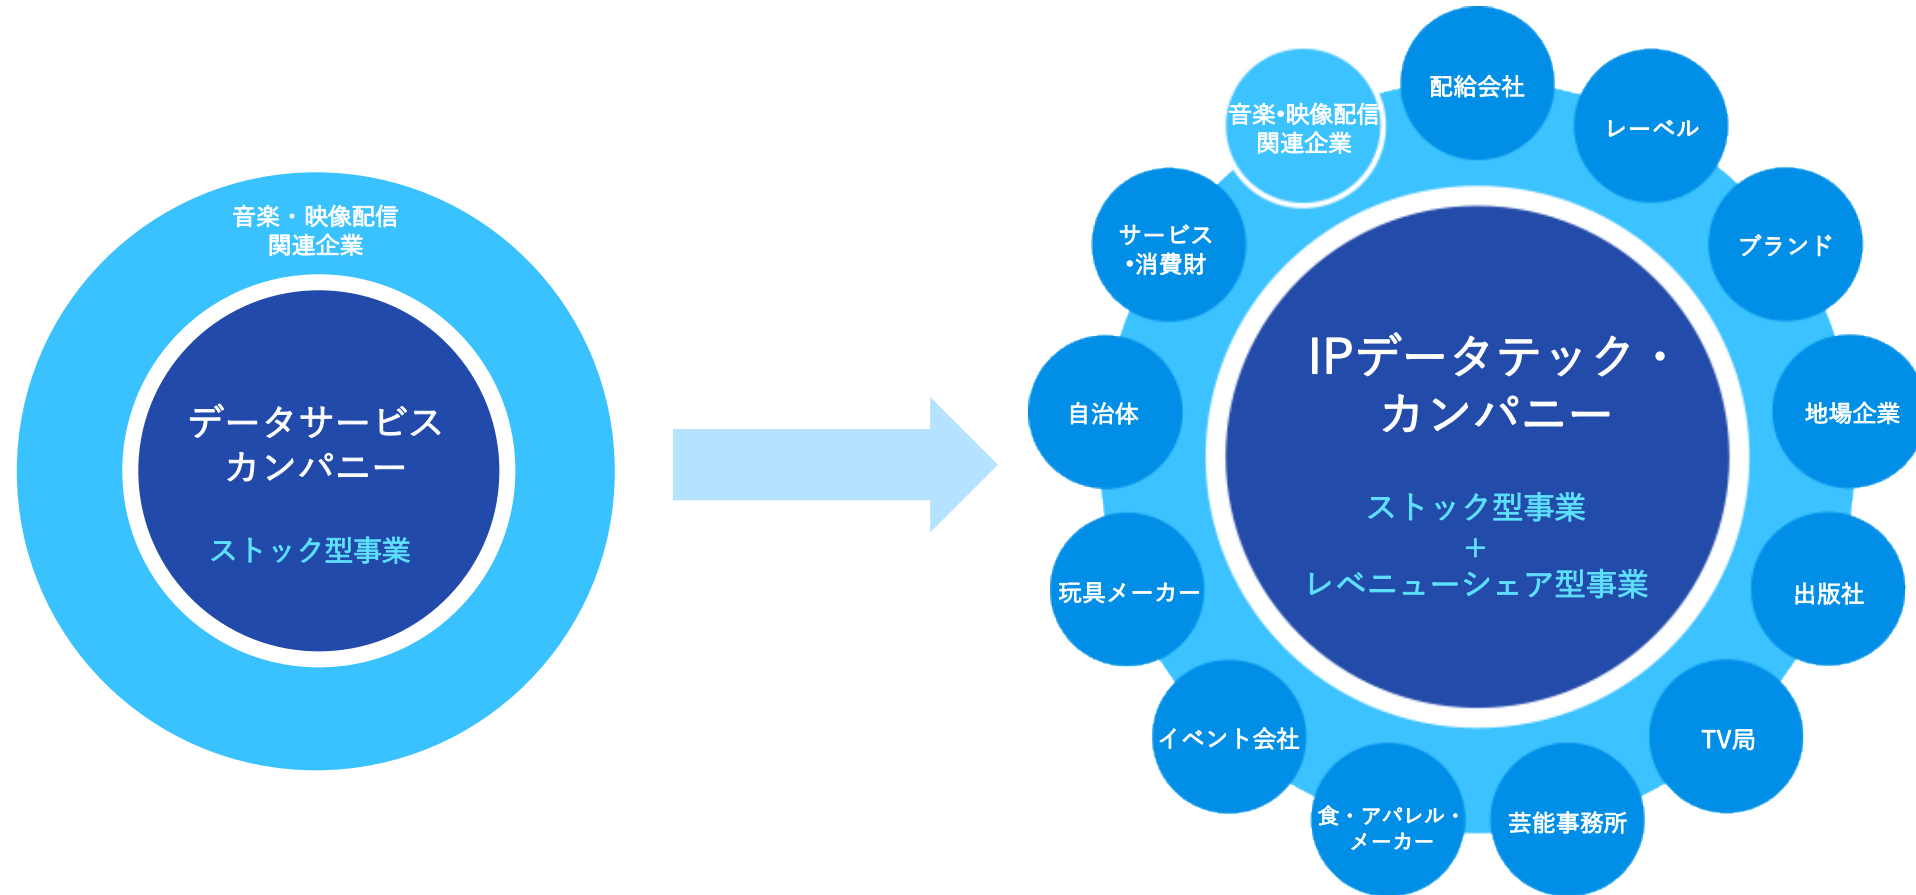 音楽・映像配信
関連企業
データサービス
カンパニー
ストック型事業
IPデータテック・
カンパニー
ストック型事業
+
レベニューシェア型事業
配給会社
レーベル
ブランド
地場企業
出版社
TV局
芸能事務所
食・アパレル・
メーカー
イベント会社
玩具メーカー
自治体
サービス
•消費財
音楽•映像配信
関連企業